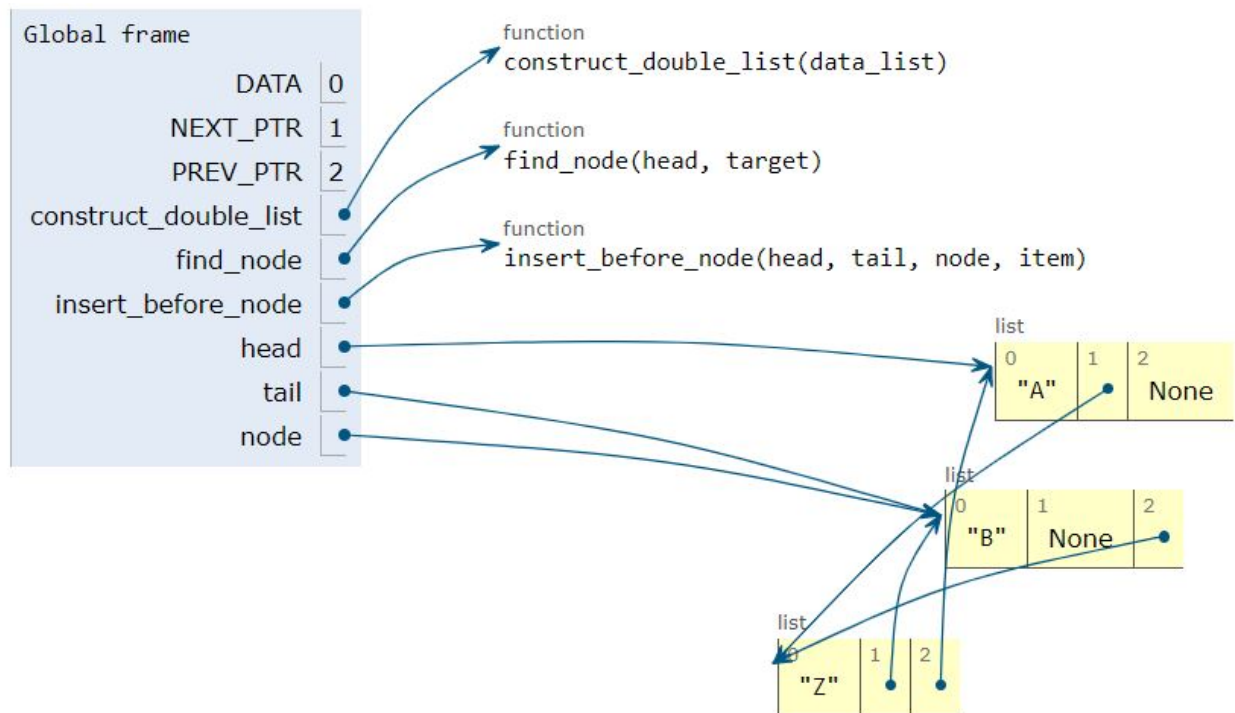 Global frame
DATA 0
NEXT_PTR 1
PREV_PTR 2
construct_double_list
find_node
insert_before_node
head
tail
node
function
construct_double_list(data_list)
function
find_node(head, target)
function
insert_before_node(head, tail, node, item)
list
0 1 2
"A" None
list
0 1 2
"B" None
list
0 1 2
"Z"